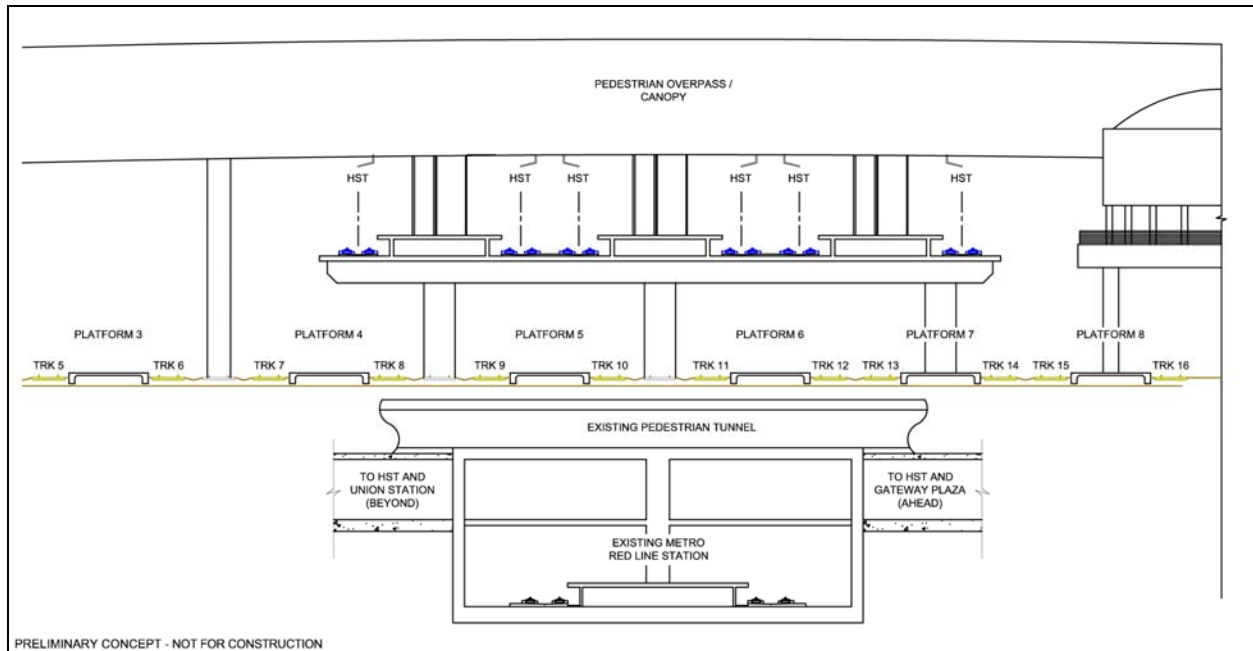 PEDESTRIAN OVERPASS /
CANOPY
HST
HST
HST
HST
HST
HST
PLATFORM 3
PLATFORM 4
PLATFORM 5
PLATFORM 6
PLATFORM 7
PLATFORM 8
TRK 5
TRK 6
TRK 7
TRK 8
TRK 9
TRK 10
TRK 11
TRK 12
TRK 13
TRK 14
TRK 15
TRK 16
EXISTING PEDESTRIAN TUNNEL
TO HST AND
UNION STATION
(BEYOND)
TO HST AND
GATEWAY PLAZA
(AHEAD)
EXISTING METRO
RED LINE STATION
PRELIMINARY CONCEPT - NOT FOR CONSTRUCTION